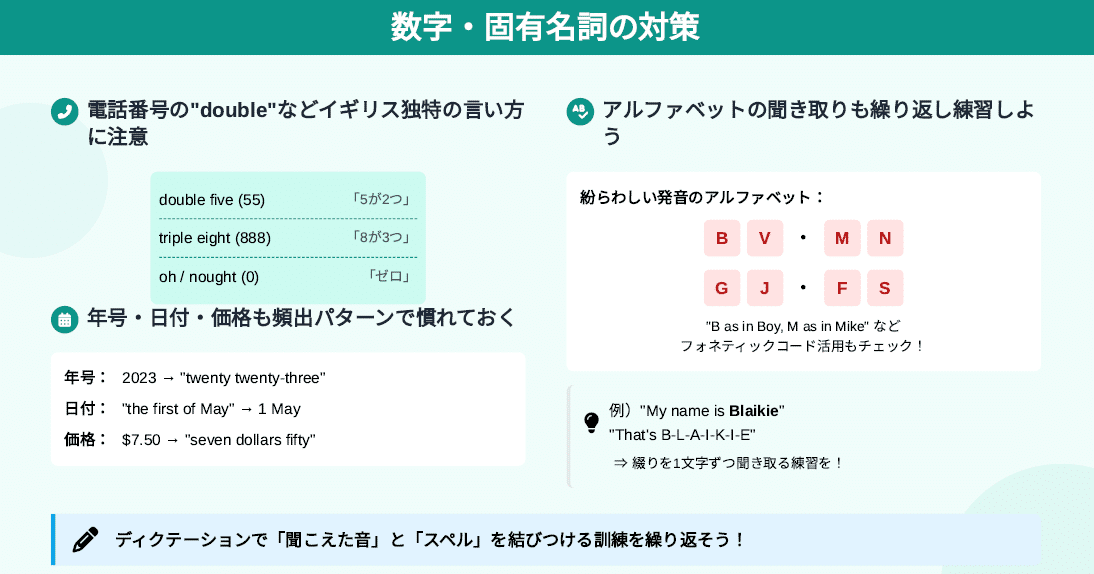 数字・固有名詞の対策
電話番号の"double"などイギリス独特の言い方
に注意
double five (55) 「5が2つ」
triple eight (888) 「8が3つ」
oh / nought (0) 「ゼロ」
年号・日付・価格も頻出パターンで慣れておく
年号： 2023 → "twenty twenty-three"
日付： "the first of May" → 1 May
価格： $7.50 → "seven dollars fifty"
アルファベットの聞き取りも繰り返し練習しよ
う
紛らわしい発音のアルファベット：
B V ・ M N
G J ・ F S
"B as in Boy, M as in Mike" など
フォネティックコード活用もチェック！
例）"My name is Blaikie"
"That's B-L-A-I-K-I-E"
⇒ 綴りを1文字ずつ聞き取る練習を！
ディクテーションで「聞こえた音」と「スペル」を結びつける訓練を繰り返そう！